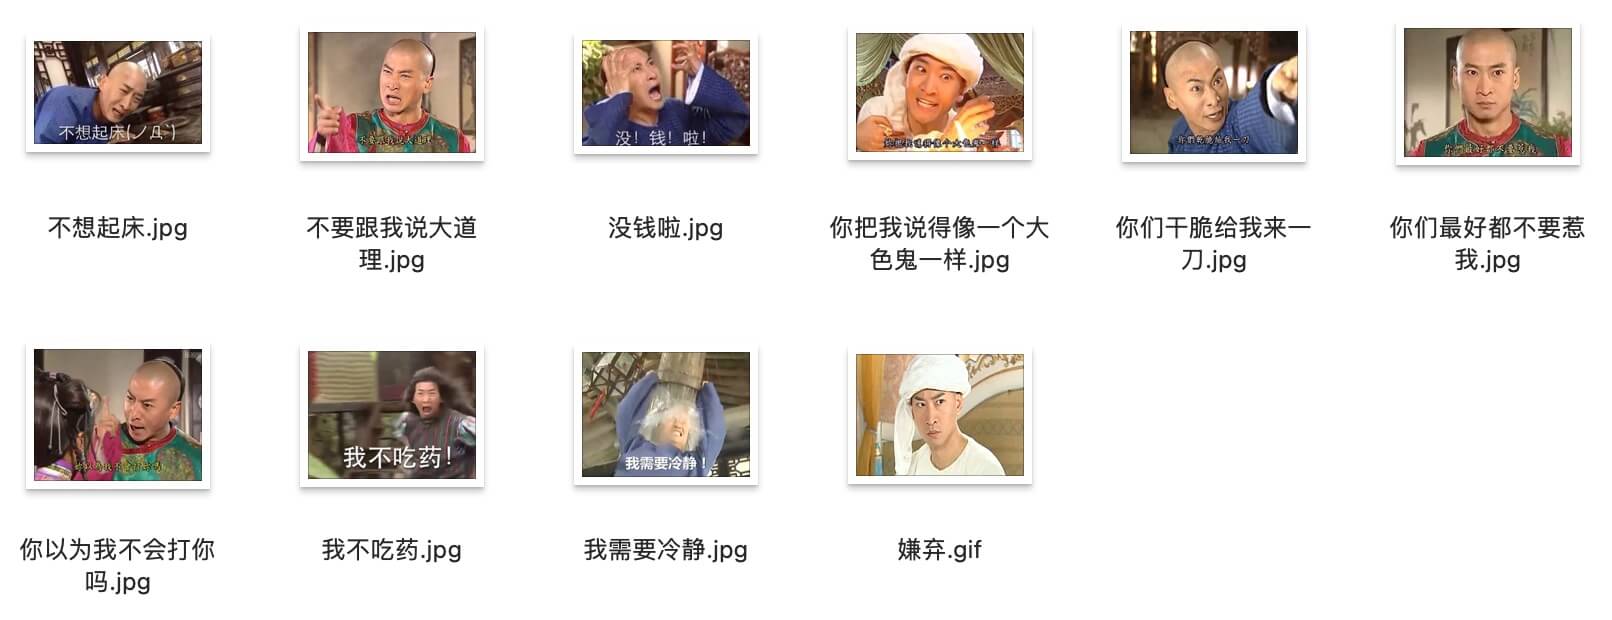 不想起床(ノД`)
不要跟我说大道理
没！钱！啦！
你把我说得像个大色鬼一样
你們乾脆給我一刀
你們最好都不要惹我
不想起床.jpg
不要跟我说大道
理.jpg
没钱啦.jpg
你把我说得像一个大
色鬼一样.jpg
你们干脆给我来一
刀.jpg
你们最好都不要惹
我.jpg
你以为我不会打你吗
我不吃药！
我需要冷静！
你以为我不会打你
吗.jpg
我不吃药.jpg
我需要冷静.jpg
嫌弃.gif